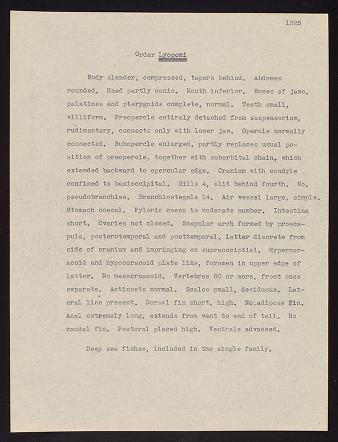 1325
Order Lyopomi
Body slender, compressed, tapers behind. Abdomen
rounded. Head partly conic. Mouth inferior. Bones of jaws,
palatines and pterygoids complete, normal. Teeth small,
villiform. Preopercle entirely detached from suspensorium,
rudimentary, connects only with lower jaw. Opercle normally
connected. Subopercle enlarged, partly replaces usual po-
sition of preopercle, together with suborbital chain, which
extended backward to opercular edge. Cranium with condyle
confined to basioccipital. Gills 4, slit behind fourth. No.
pseudobranchiae. Branchiostegals 14. Air vessel large, simple.
Stomach coecal. Pyloric coeca in moderate number. Intestine
short. Ovaries not closed. Scapular arch formed by prosca-
pula, posterotemporal and posttemporal, latter discrete from
side of cranium and impringing on supraoccipital. Hypercor-
acoid and hypocoracoid plate like, foramen in upper edge of
latter. No mesocoracoid. Vertebrae 60 or more, front ones
separate. Actinosts normal. Scales small, deciduous. Lat-
eral line present. Dorsal fin short, high. No.adipose fin.
Anal extremely long, extends from vent to end of tail. No
caudal fin. Pectoral placed high. Ventrals advanced.
Deep sea fishes, included in the single family.